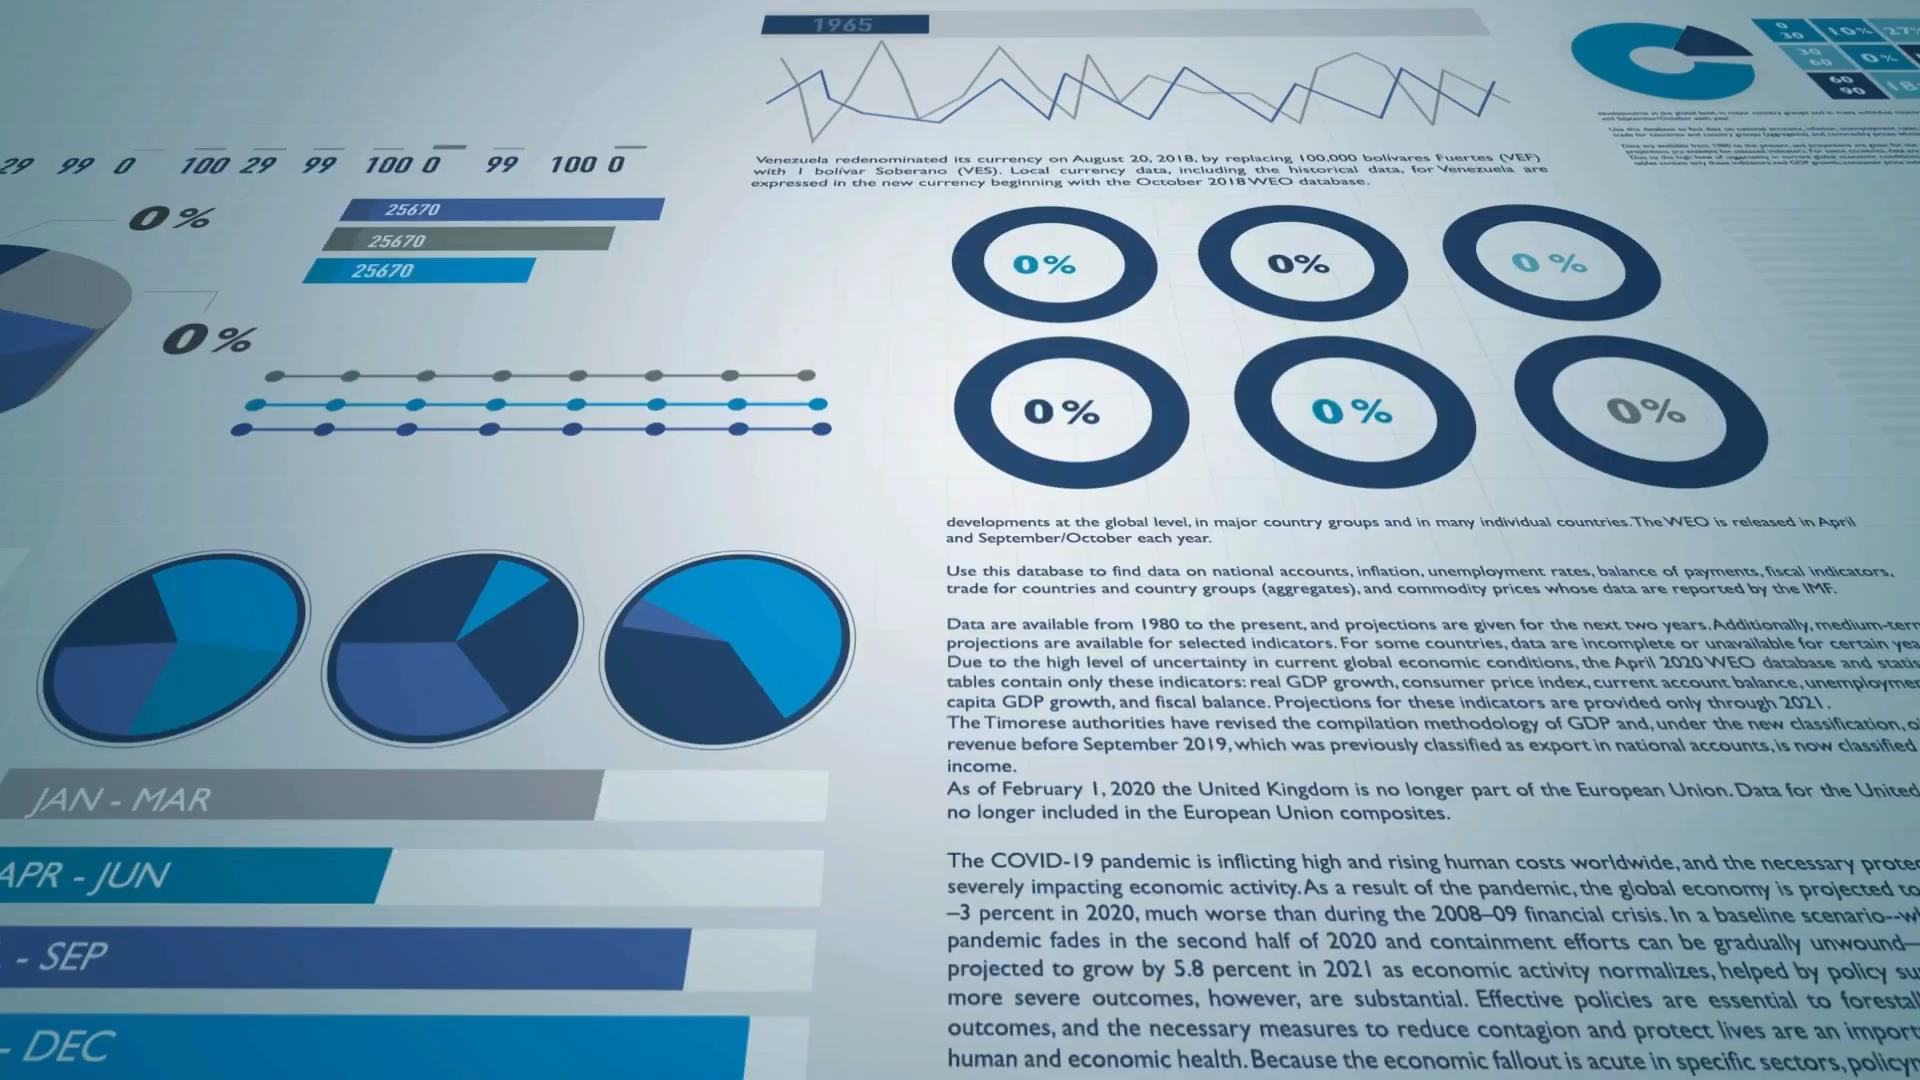 1965
10%
0%
60
90
29 99 0 100 29 99 100 0 99 100 0
Venezuela redenominated its currency on August 20, 2018, by replacing 100,000 bolívares Fuertes (VEF)
with 1 bolívar Soberano (VES). Local currency data, including the historical data, for Venezuela are
expressed in the new currency beginning with the October 2018 WEO database.
0%
25670
25670
25670
0%
0% 0% 0%
0% 0% 0%
developments at the global level, in major country groups and in many individual countries. The WEO is released in April
and September/October each year.
Use this database to find data on national accounts, inflation, unemployment rates, balance of payments, fiscal indicators,
trade for countries and country groups (aggregates), and commodity prices whose data are reported by the IMF.
Data are available from 1980 to the present, and projections are given for the next two years. Additionally, medium-term
projections are available for selected indicators. For some countries, data are incomplete or unavailable for certain
Due to the high level of uncertainty in current global economic conditions, the April 2020 WEO database and
tables contain only these indicators: real GDP growth, consumer price index, current account balance,
capita GDP growth, and fiscal balance. Projections for these indicators are provided only through 2021.
The Timorese authorities have revised the compilation methodology of GDP and, under the new classification,
revenue before September 2019, which was previously classified as export in national accounts, is now classified
income.
As of February 1, 2020 the United Kingdom is no longer part of the European Union. Data for the United
no longer included in the European Union composites.
The COVID-19 pandemic is inflicting high and rising human costs worldwide, and the necessary
severely impacting economic activity. As a result of the pandemic, the global economy is projected to
–3 percent in 2020, much worse than during the 2008–09 financial crisis. In a baseline scenario--
pandemic fades in the second half of 2020 and containment efforts can be gradually unwound—
projected to grow by 5.8 percent in 2021 as economic activity normalizes, helped by policy
more severe outcomes, however, are substantial. Effective policies are essential to forestall
outcomes, and the necessary measures to reduce contagion and protect lives are an
human and economic health. Because the economic fallout is acute in specific sectors,
JAN - MAR
APR - JUN
- SEP
- DEC